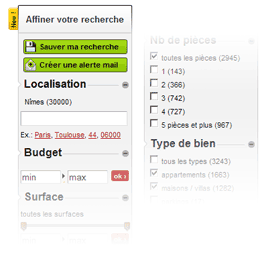 New !
Affiner votre recherche
Sauver ma recherche
Créer une alerte mail
Localisation
Nîmes (30000)
Ex.: Paris, Toulouse, 44, 06000
Budget
min
max
ok
Surface
toutes les surfaces
Nb de pièces
toutes les pièces (2945)
1 (143)
2 (366)
3 (742)
4 (727)
5 pièces et plus (967)
Type de bien
tous les types (3243)
appartements (1663)
maisons / villas (1252)